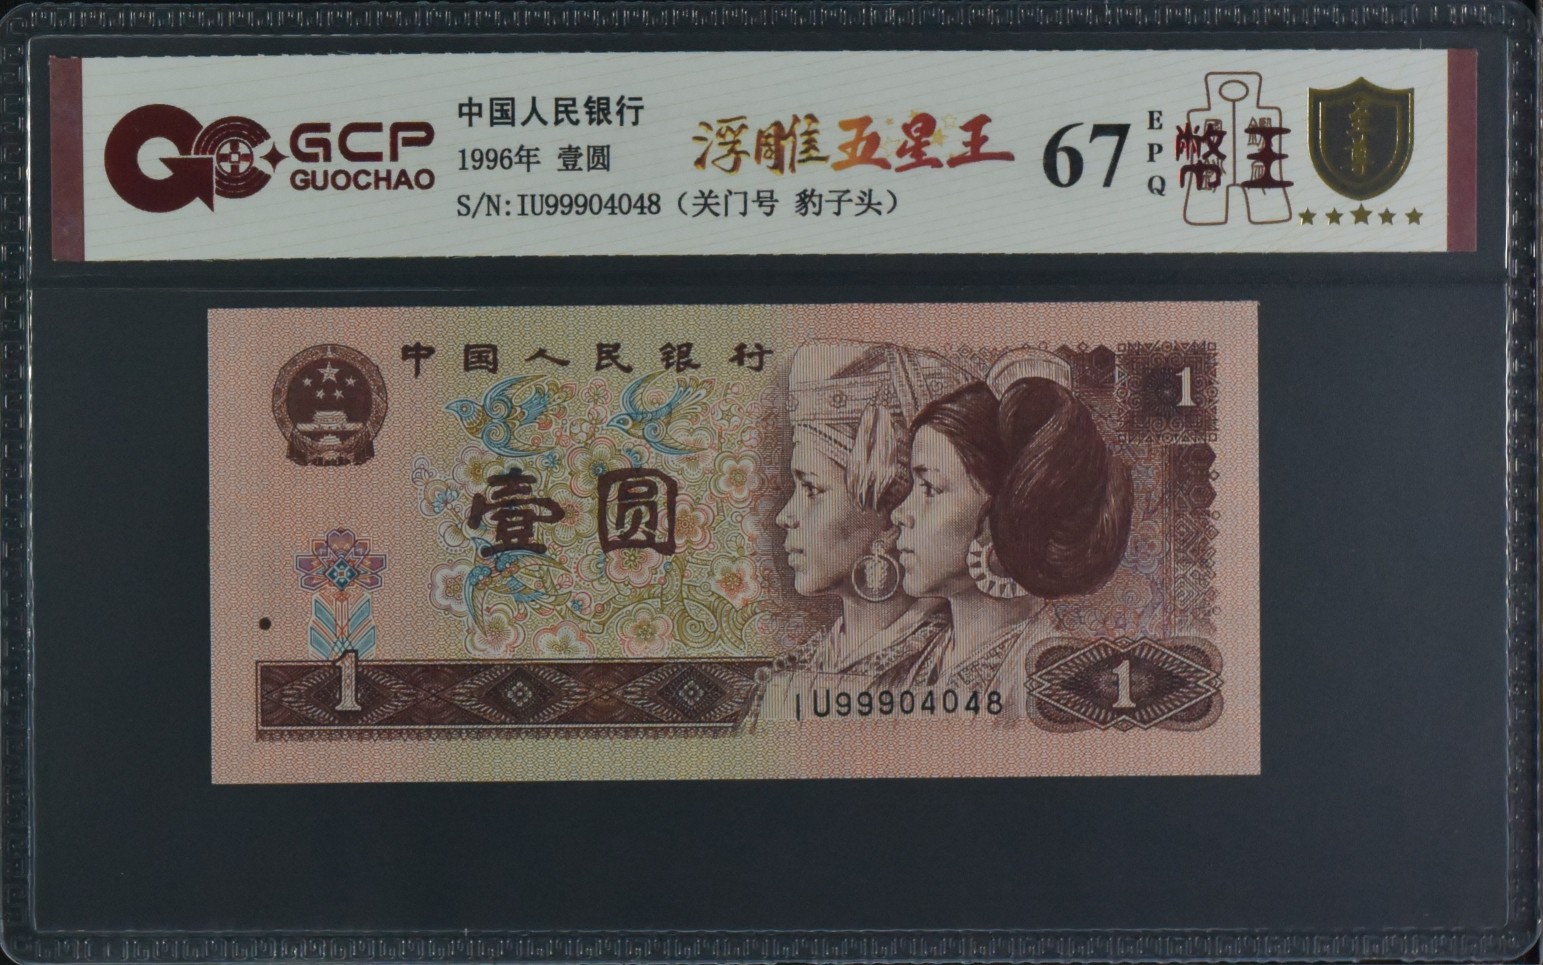 GCP
GUOCHAO
中国人民银行
1996年 壹圆
S/N:IU99904048（关门号 豹子头）
浮雕五星王
67
EPQ
至尊
中国人民银行
1
壹圆
1
IU99904048
1